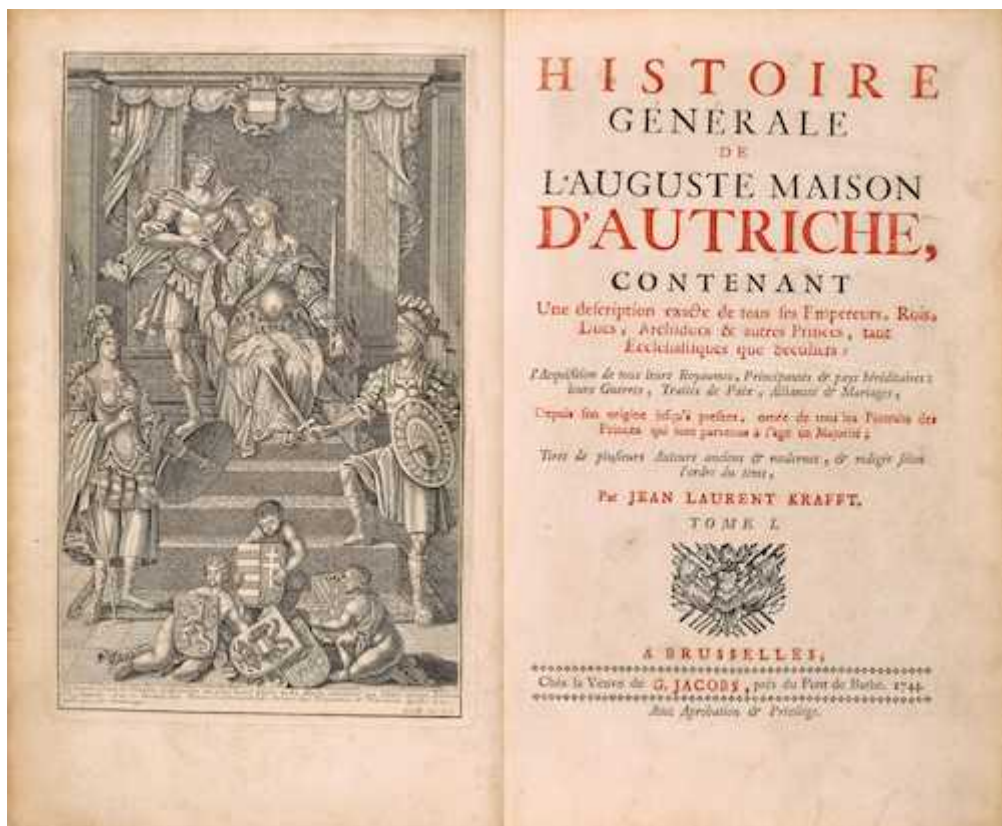 HISTOIRE
GÉNÉRALE
DE
L'AUGUSTE MAISON
D'AUTRICHE,
CONTENANT
Une description exacte de tous ses Empereurs, Rois,
Ducs, Archiducs & autres Princes, tant
Ecclesiastiques que Seculiers;
l'Acquisition de tous leurs Royaumes, Principautés & pays héréditaires;
leurs Guerres, Traités de Paix, Alliances & Mariages,
Depuis son origine jusqu'à present, ornée de tous les Portraits des
Princes qui sont parvenus à l'age de Majorité;
Tirée de plusieurs Auteurs anciens & modernes, & redigée selon
l'ordre du tems,
Par JEAN LAURENT KRAFFT.
TOME I.
A BRUSSELLES,
Chés la Veuve de G. JACOBS, près du Pont de Barbe. 1744.
Avec Aprobation & Privilege.